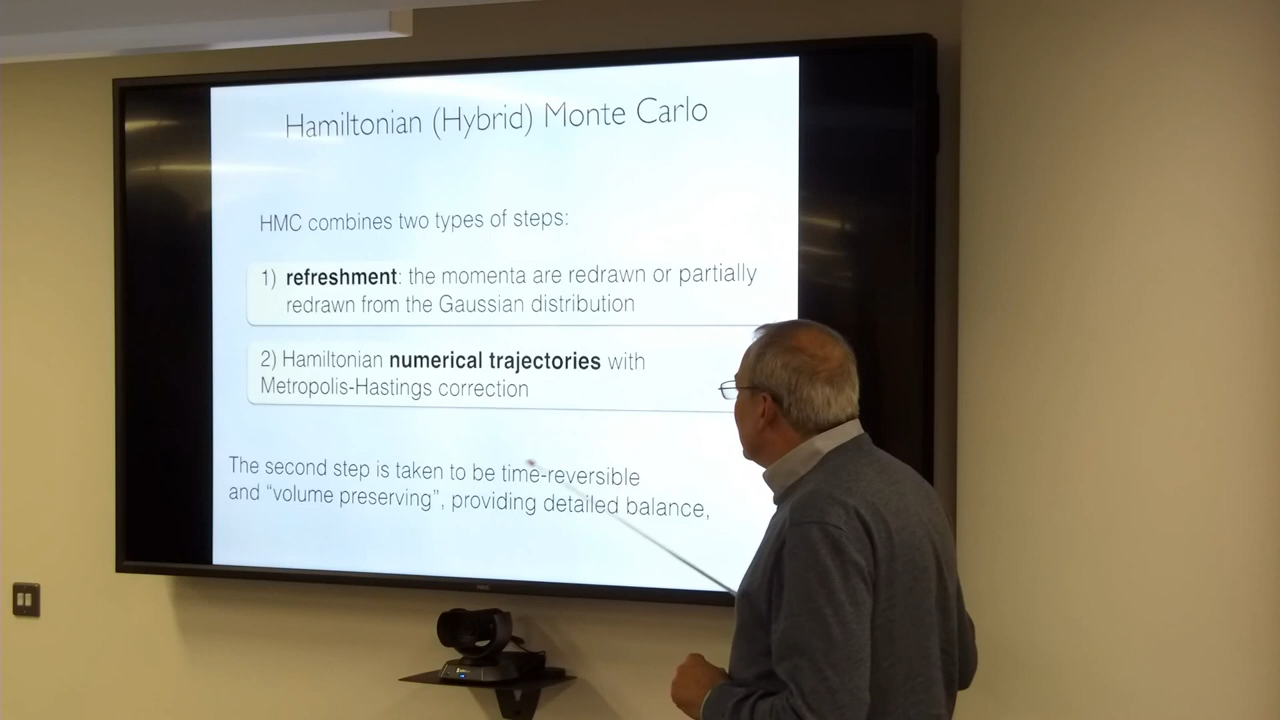 Hamiltonian (Hybrid) Monte Carlo
HMC combines two types of steps:
1) refreshment: the momenta are redrawn or partially
redrawn from the Gaussian distribution
2) Hamiltonian numerical trajectories with
Metropolis-Hastings correction
The second step is taken to be time-reversible
and “volume preserving”, providing detailed balance,